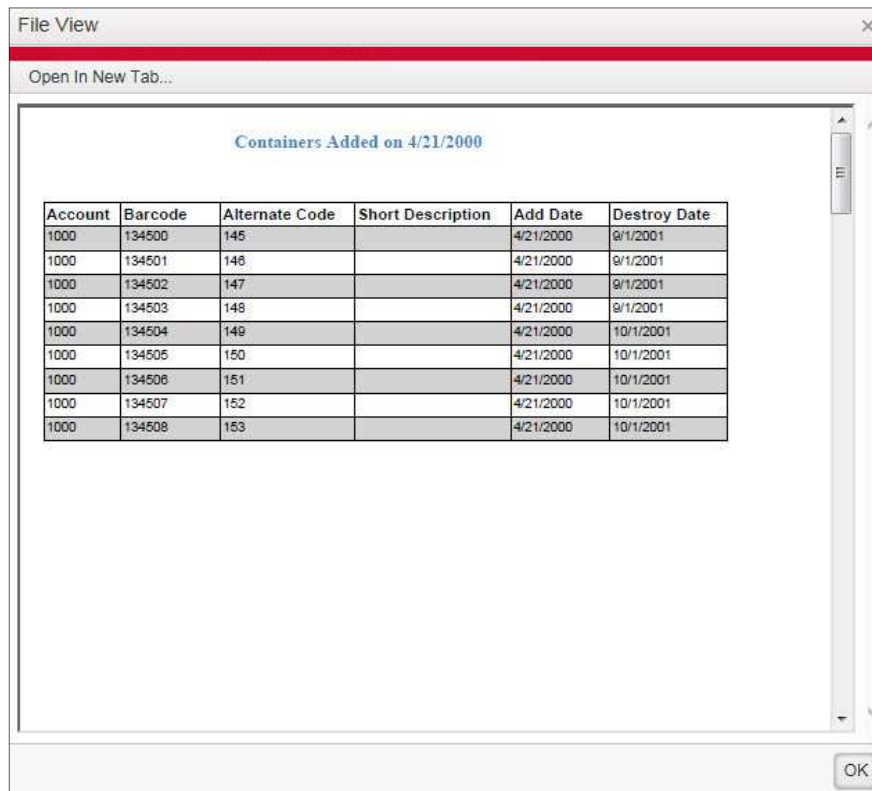 File View
Open In New Tab...
Containers Added on 4/21/2000
Account Barcode Alternate Code Short Description Add Date Destroy Date
1000 134500 145 4/21/2000 9/1/2001
1000 134501 146 4/21/2000 9/1/2001
1000 134502 147 4/21/2000 9/1/2001
1000 134503 148 4/21/2000 9/1/2001
1000 134504 149 4/21/2000 10/1/2001
1000 134505 150 4/21/2000 10/1/2001
1000 134506 151 4/21/2000 10/1/2001
1000 134507 152 4/21/2000 10/1/2001
1000 134508 153 4/21/2000 10/1/2001
OK